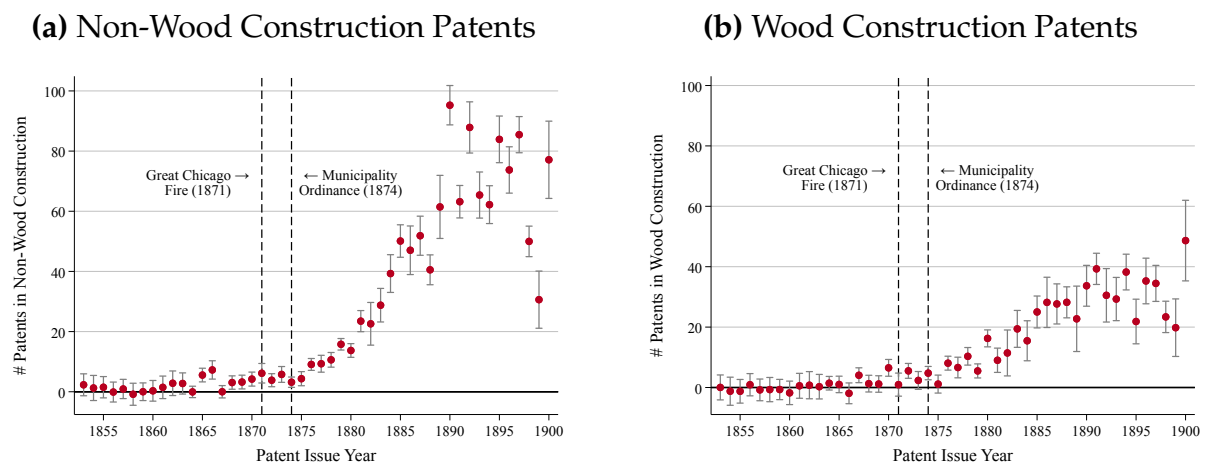 (a) Non-Wood Construction Patents
# Patents in Non-Wood Construction
100
80
60
40
20
0
Great Chicago →
Fire (1871)
← Municipality
Ordinance (1874)
1855 1860 1865 1870 1875 1880 1885 1890 1895 1900
Patent Issue Year
(b) Wood Construction Patents
# Patents in Wood Construction
100
80
60
40
20
0
Great Chicago →
Fire (1871)
← Municipality
Ordinance (1874)
1855 1860 1865 1870 1875 1880 1885 1890 1895 1900
Patent Issue Year